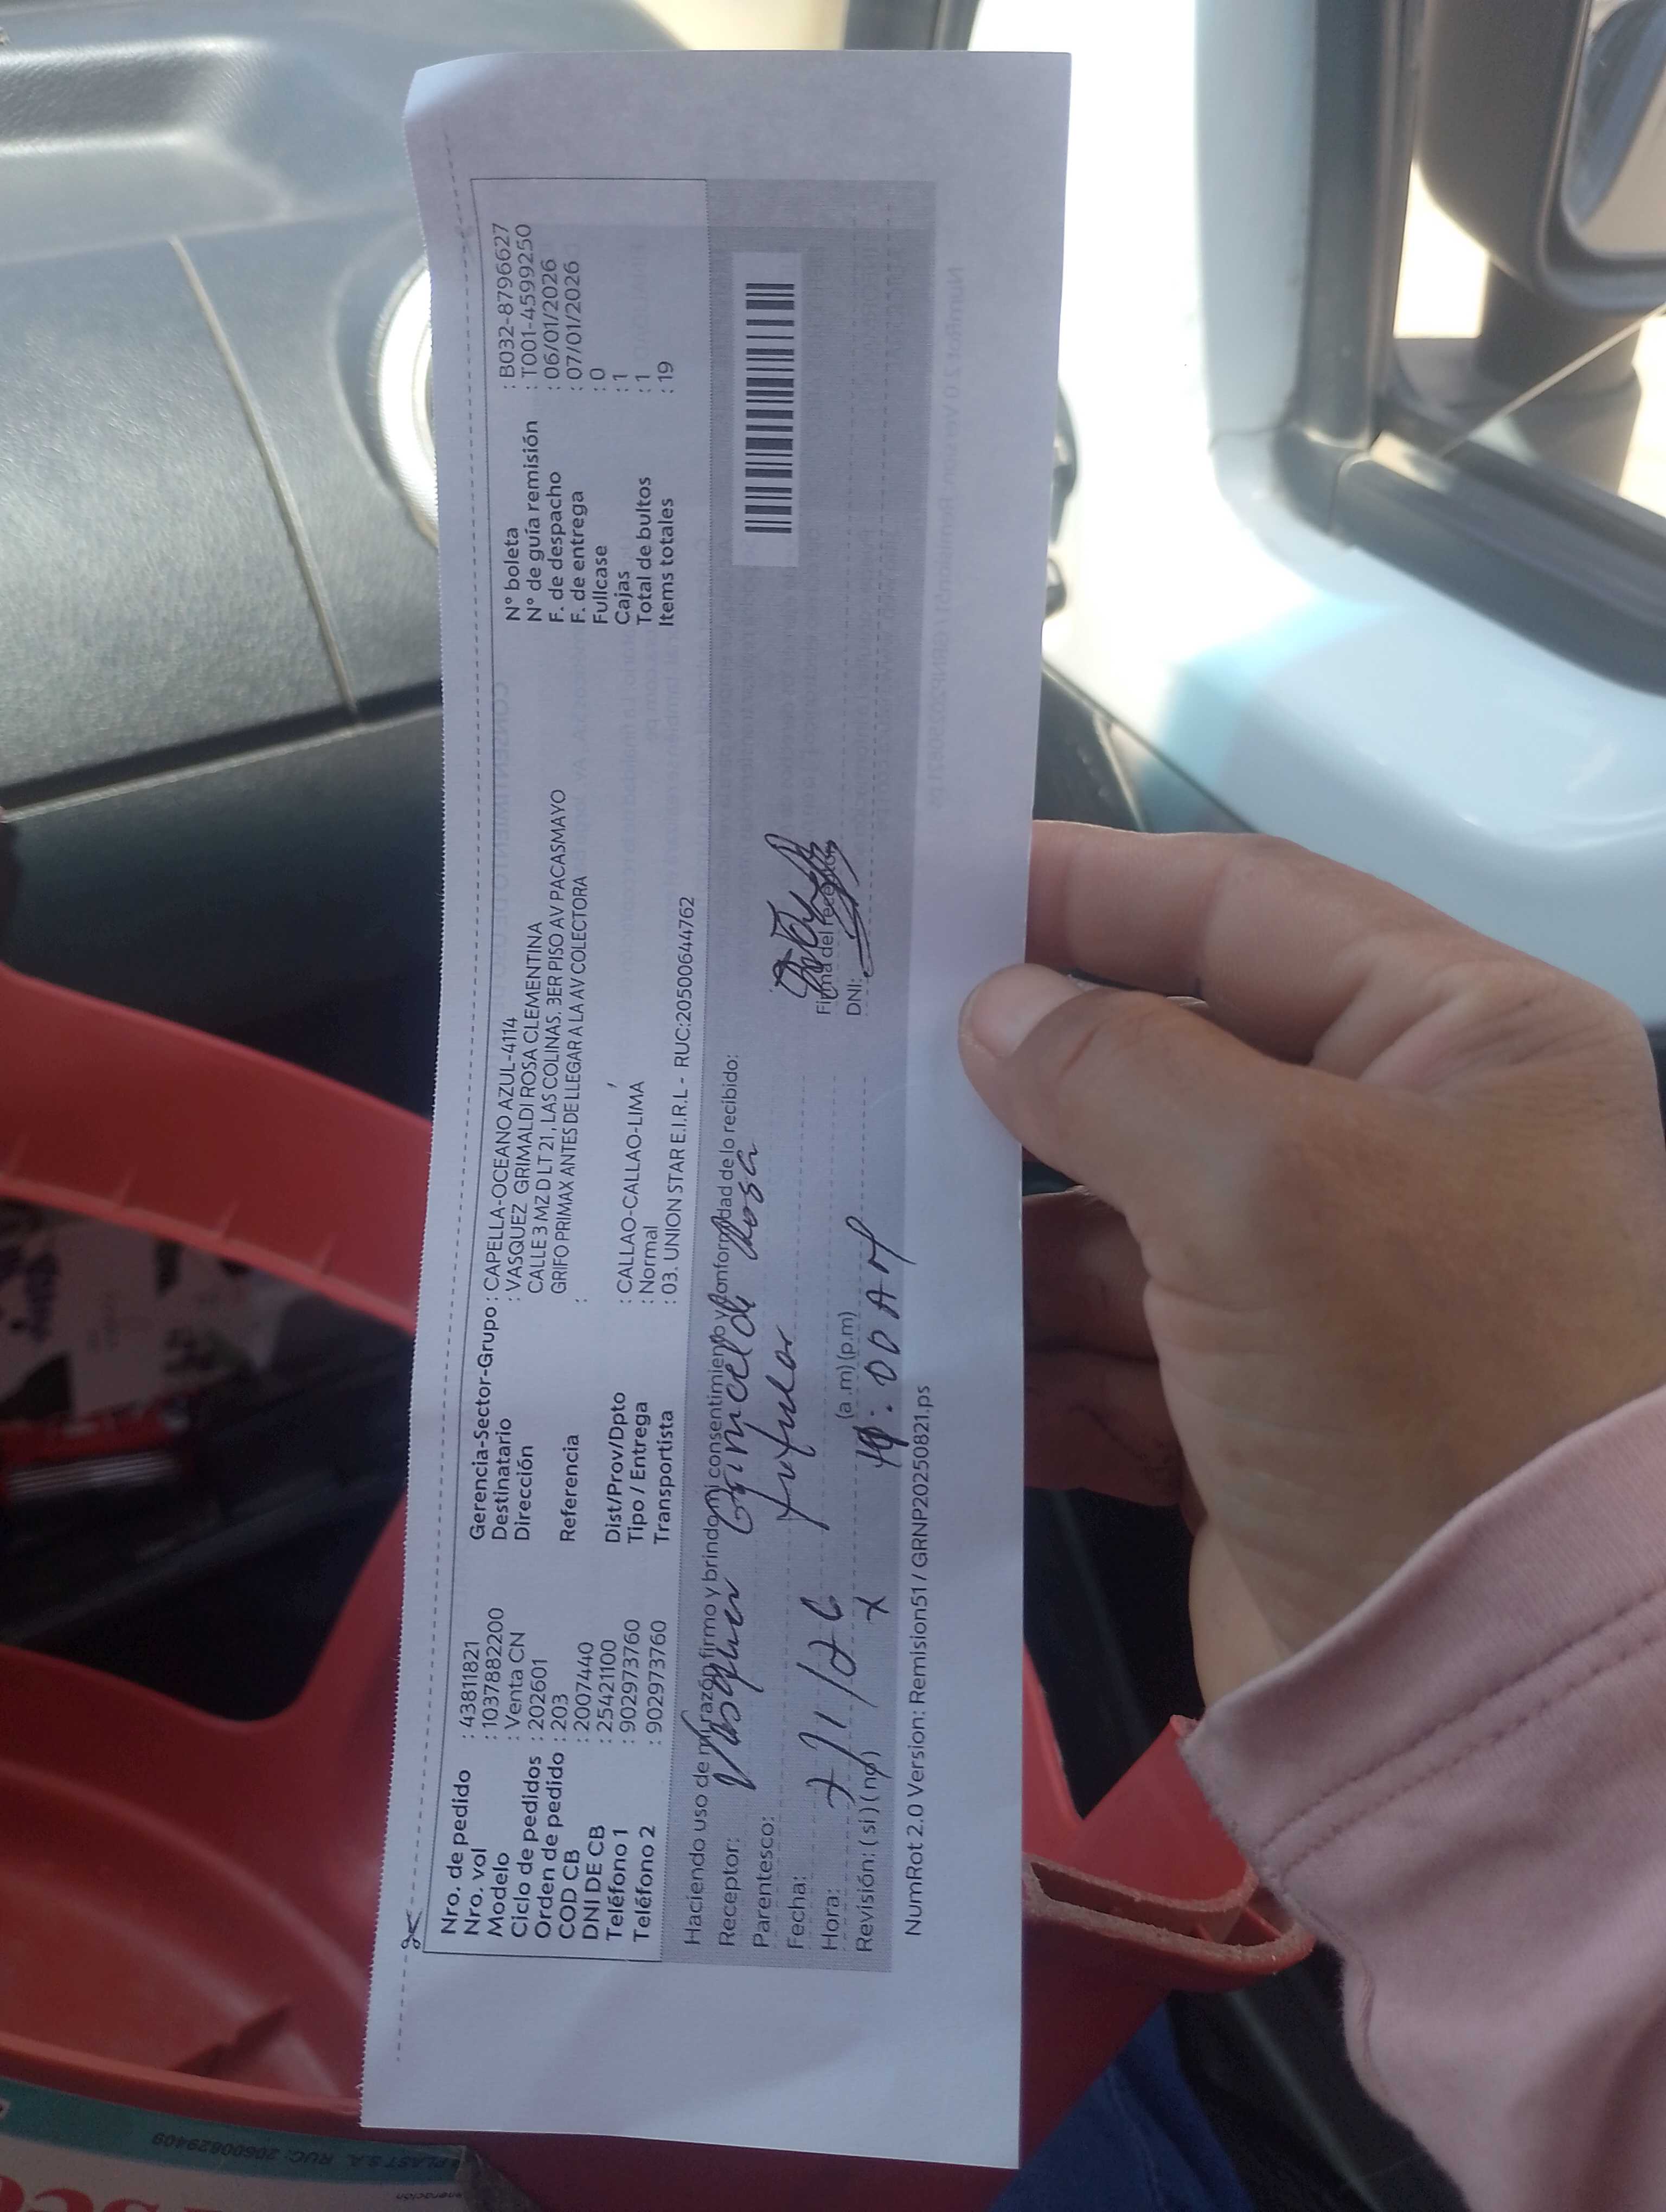 Nro. de pedido : 43811821
Nro. vol : 1037882200
Modelo : Venta CN
Ciclo de pedidos : 202601
Orden de pedido : 203
COD CB : 2007440
DNI DE CB : 25421100
Teléfono 1 : 902973760
Teléfono 2 : 902973760
Gerencia-Sector-Grupo : CAPELLA-OCEANO AZUL-4114
Destinatario : VASQUEZ GRIMALDI ROSA CLEMENTINA
Dirección CALLE 3 MZ D LT 21, LAS COLINAS. 3ER PISO AV PACASMAYO
GRIFO PRIMAX ANTES DE LLEGAR A LA AV COLECTORA
Referencia :
Dist/Prov/Dpto : CALLAO-CALLAO-LIMA
Tipo / Entrega : Normal
Transportista : 03. UNION STAR E.I.R.L - RUC:20500644762
N° boleta : B032-8796627
N° de guía remisión : T001-4599250
F. de despacho : 06/01/2026
F. de entrega : 07/01/2026
Fullcase : 0
Cajas : 1
Total de bultos : 1
Items totales : 19
Haciendo uso de mi razón firmo y brindo mi consentimiento y conformidad de lo recibido:
Receptor: Vasquez Grimaldi Rosa
Parentesco:
Fecha: 7/1/26
Hora: (a.m) (p.m)
Revisión: (si) (no) x :00 AM
Firma del receptor
DNI:
NumRot 2.0 Version: Remision51 / GRNP20250821.ps
PLAST S.A. RUC: 20600629409